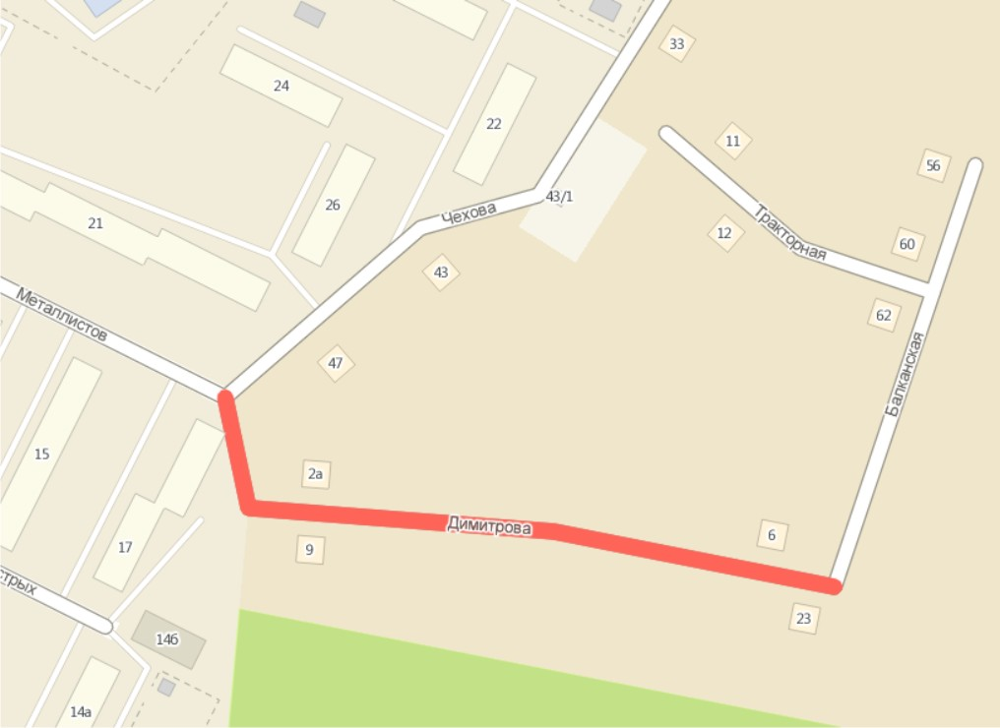 33
24
11
22
56
43/1
26
Чехова
21
12
Тракторная
60
43
Металлистов
62
47
Балканская
15
2а
Димитрова
6
17
9
стрых
23
14б
14а